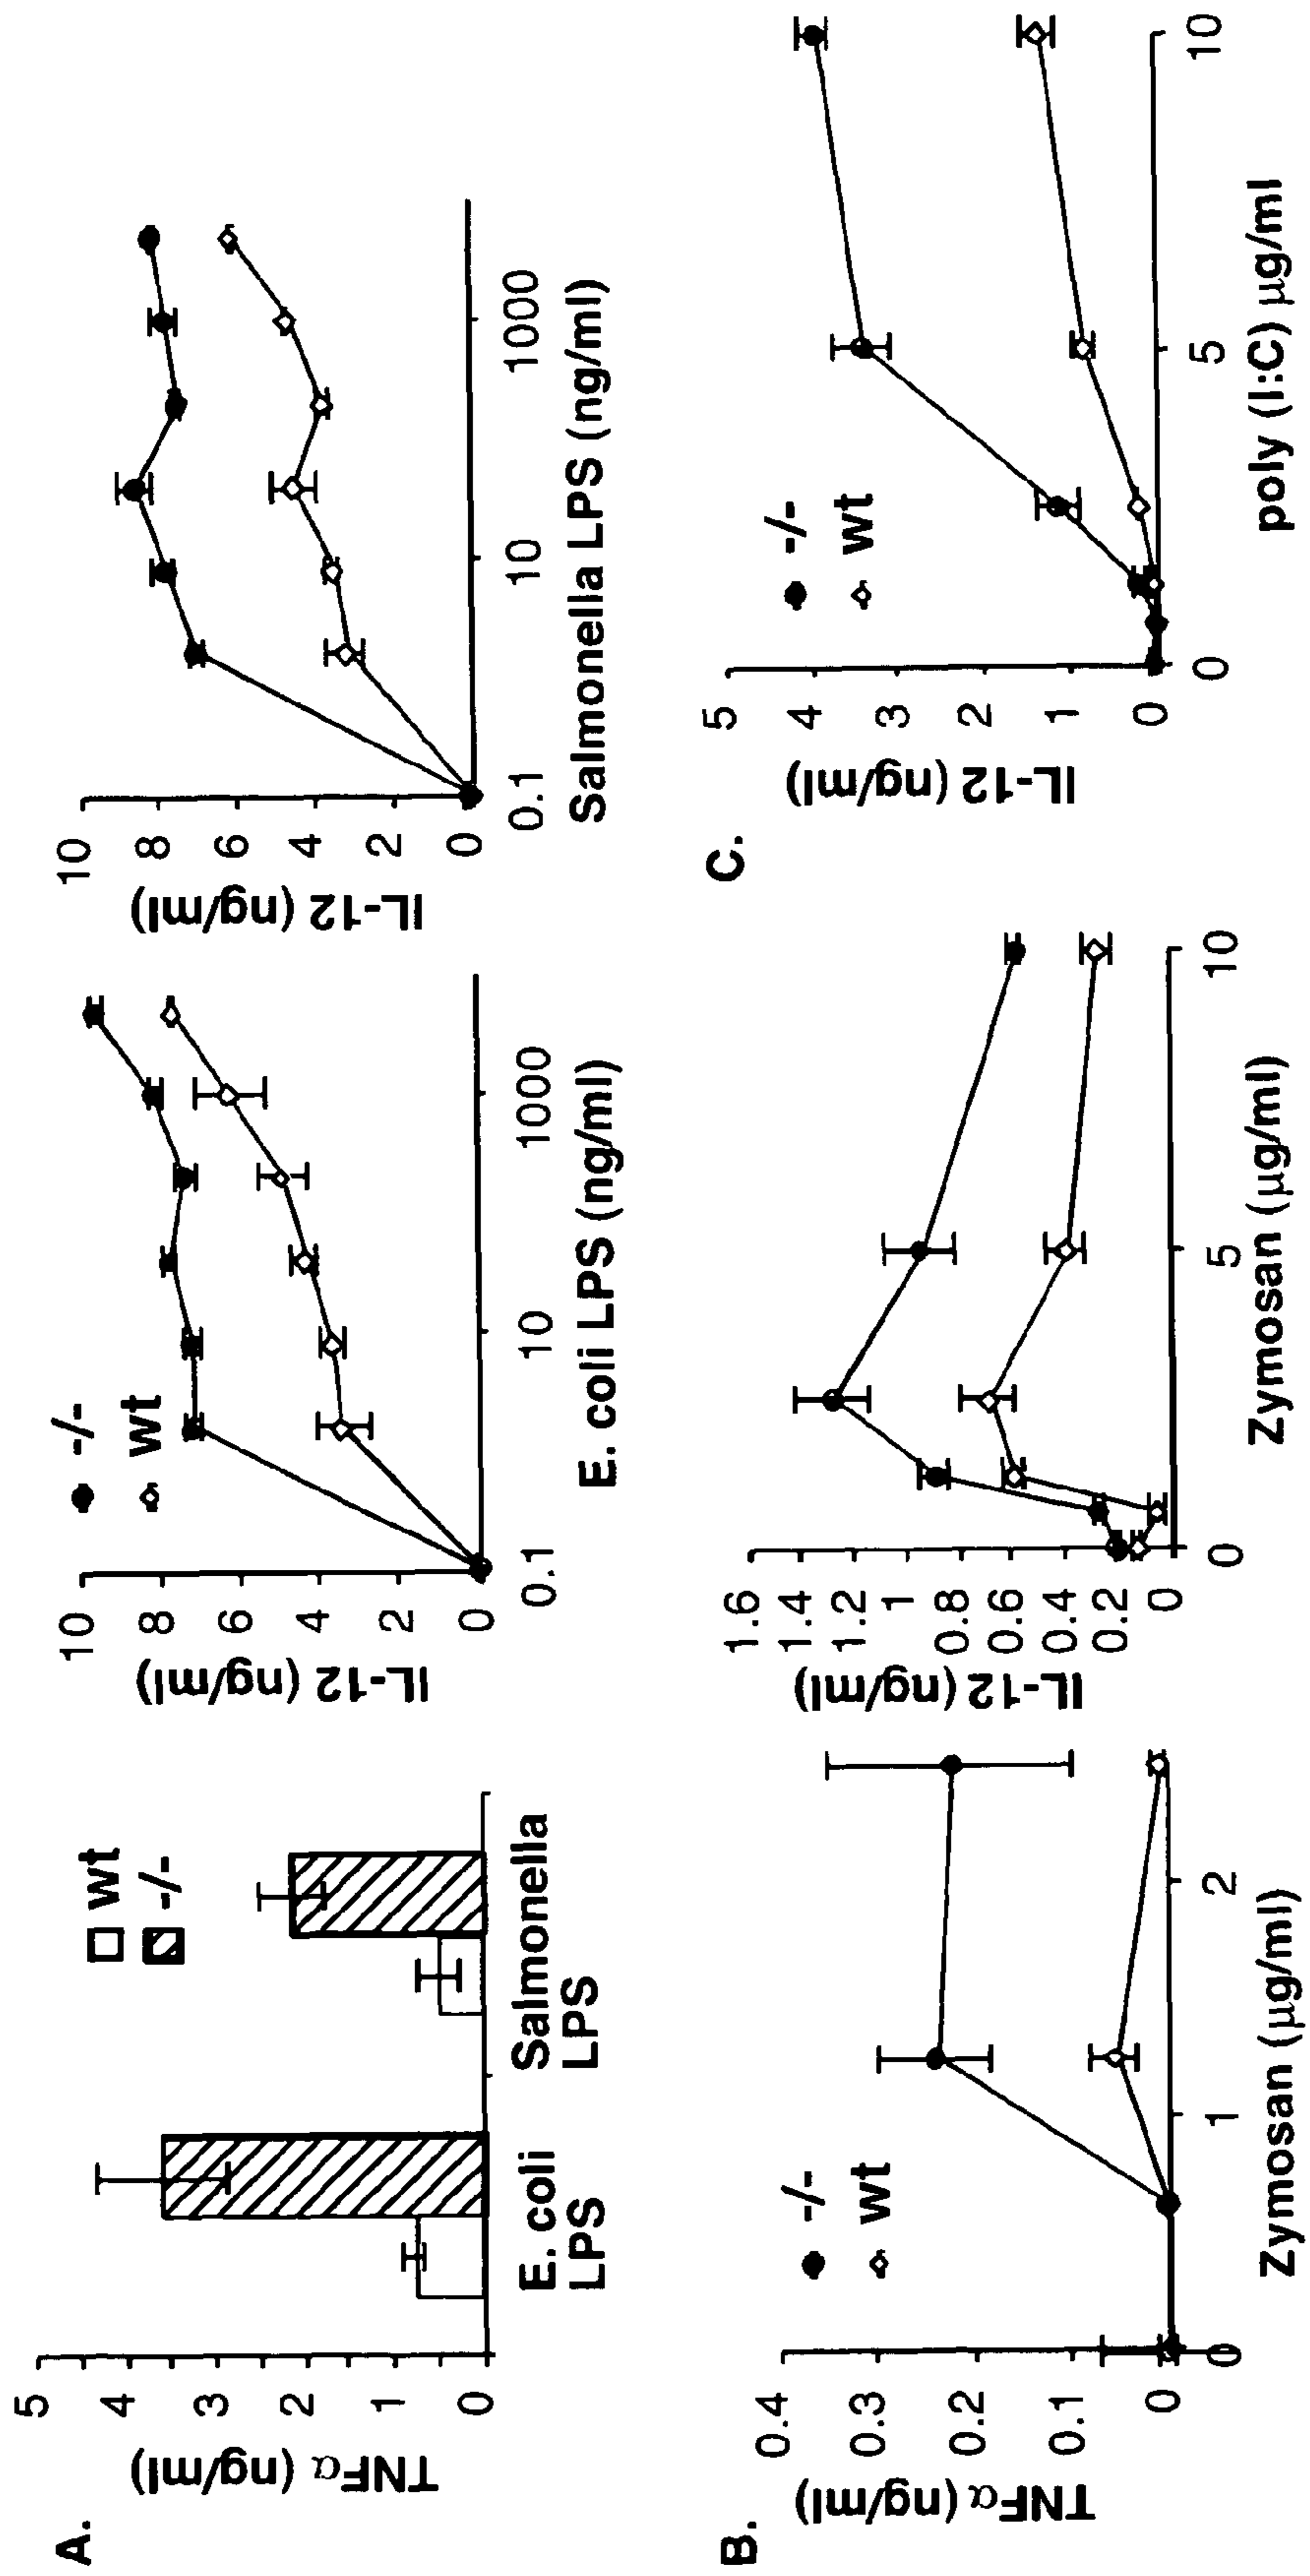 A.
TNFα (ng/ml)
5
4
3
2
1
0
wt
-/-
E. coli
LPS
Salmonella
LPS
IL-12 (ng/ml)
10
8
6
4
2
0
-/-
wt
0.1
10
1000
E. coli LPS (ng/ml)
IL-12 (ng/ml)
10
8
6
4
2
0
0.1
10
1000
Salmonella LPS (ng/ml)
B.
TNFα (ng/ml)
0.4
0.3
0.2
0.1
0
-/-
wt
0
1
2
Zymosan (μg/ml)
IL-12 (ng/ml)
1.6
1.4
1.2
1
0.8
0.6
0.4
0.2
0
0
5
10
Zymosan (μg/ml)
C.
IL-12 (ng/ml)
5
4
3
2
1
0
-/-
wt
0
5
10
poly (I:C) μg/ml